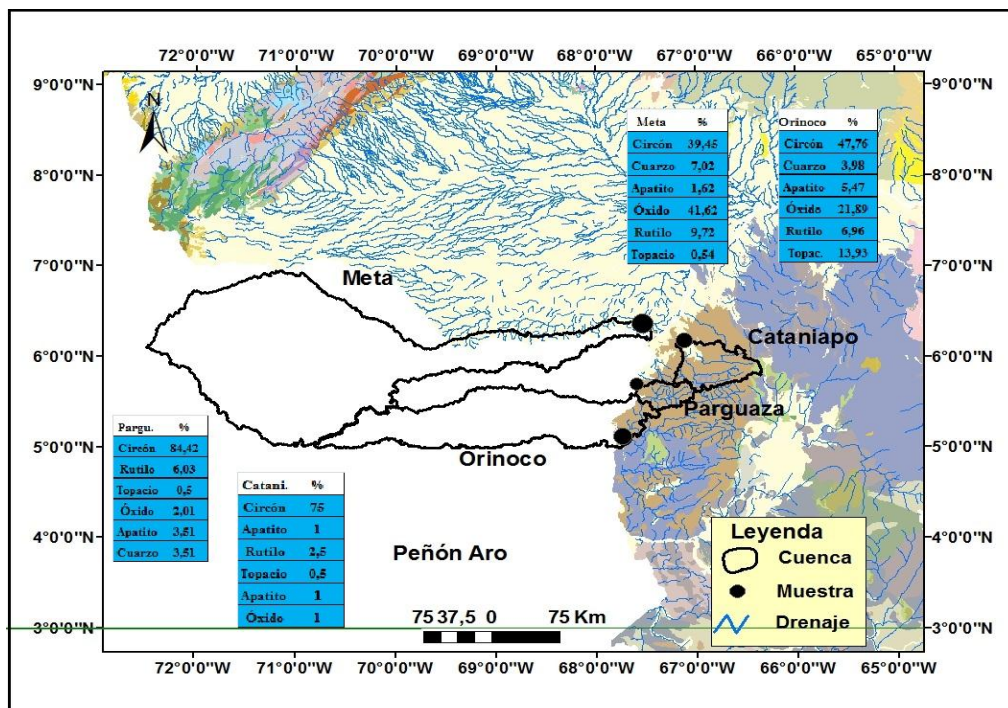 72°0'0"W 71°0'0"W 70°0'0"W 69°0'0"W 68°0'0"W 67°0'0"W 66°0'0"W 65°0'0"W
9°0'0"N 9°0'0"N
N
Meta %
Circón 39,45
Cuarzo 7,02
Apatito 1,62
Óxido 41,62
Rutilo 9,72
Topacio 0,54
Orinoco %
Circón 47,76
Cuarzo 3,98
Apatito 5,47
Óxido 21,89
Rutilo 6,96
Topac. 13,93
8°0'0"N 8°0'0"N
7°0'0"N 7°0'0"N
Meta
6°0'0"N 6°0'0"N
Cataniapo
Parguaza
5°0'0"N 5°0'0"N
Orinoco
Pargu. %
Circón 84,42
Rutilo 6,03
Topacio 0,5
Óxido 2,01
Apatito 3,51
Cuarzo 3,51
Catani. %
Circón 75
Apatito 1
Rutilo 2,5
Topacio 0,5
Apatito 1
Óxido 1
4°0'0"N 4°0'0"N
Peñón Aro
Leyenda
Cuenca
Muestra
Drenaje
75 37,5 0 75 Km
3°0'0"N 3°0'0"N
72°0'0"W 71°0'0"W 70°0'0"W 69°0'0"W 68°0'0"W 67°0'0"W 66°0'0"W 65°0'0"W